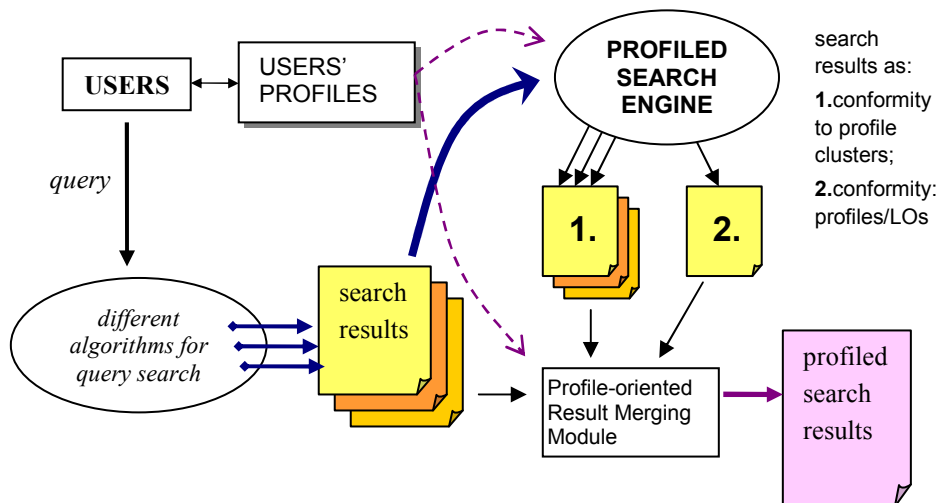 USERS
USERS'
PROFILES
PROFILED
SEARCH
ENGINE
search
results as:
1.conformity
to profile
clusters;
2.conformity:
profiles/LOs
query
1.
2.
different
algorithms for
query search
search
results
Profile-oriented
Result Merging
Module
profiled
search
results